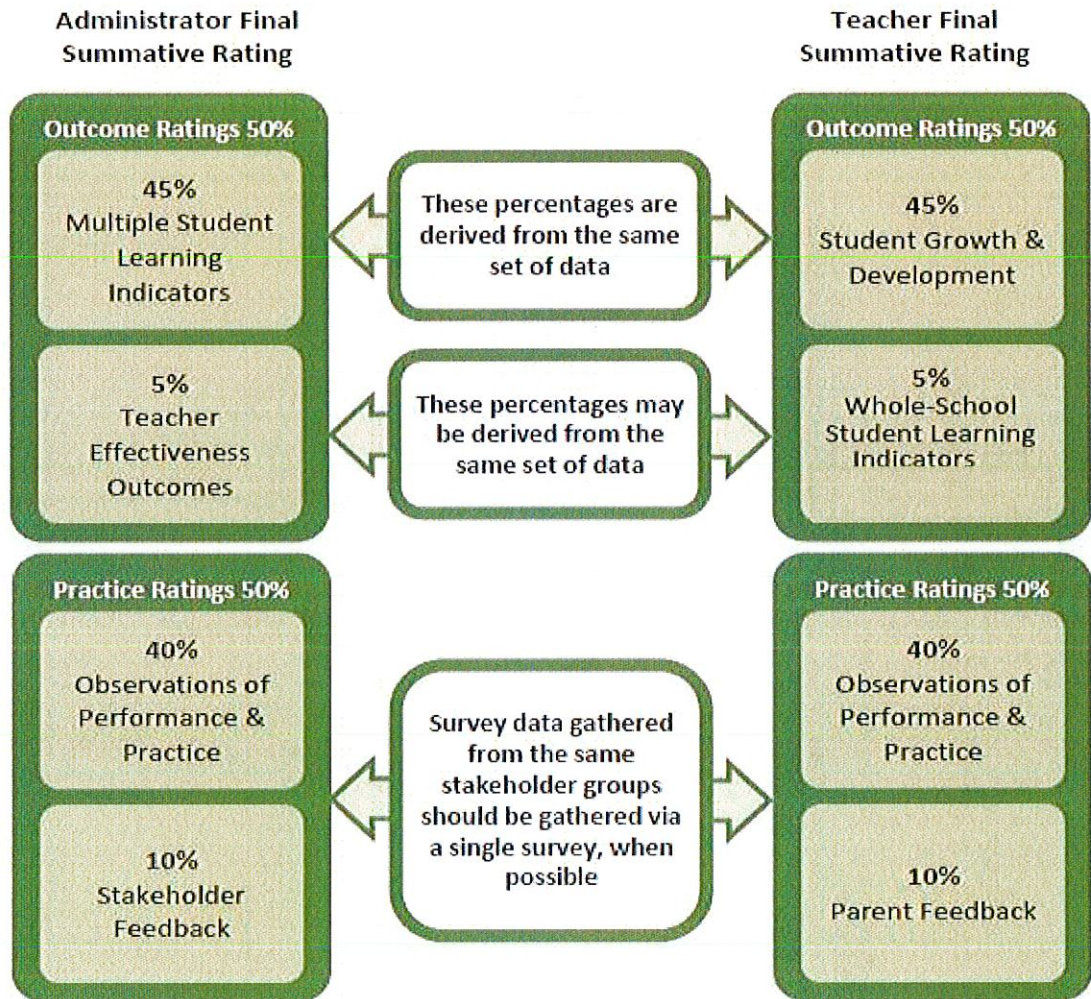 Administrator Final
Summative Rating
Outcome Ratings 50%
45%
Multiple Student
Learning
Indicators
5%
Teacher
Effectiveness
Outcomes
Practice Ratings 50%
40%
Observations of
Performance &
Practice
10%
Stakeholder
Feedback
These percentages are
derived from the same
set of data
These percentages may
be derived from the
same set of data
Survey data gathered
from the same
stakeholder groups
should be gathered via
a single survey, when
possible
Teacher Final
Summative Rating
Outcome Ratings 50%
45%
Student Growth &
Development
5%
Whole-School
Student Learning
Indicators
Practice Ratings 50%
40%
Observations of
Performance &
Practice
10%
Parent Feedback